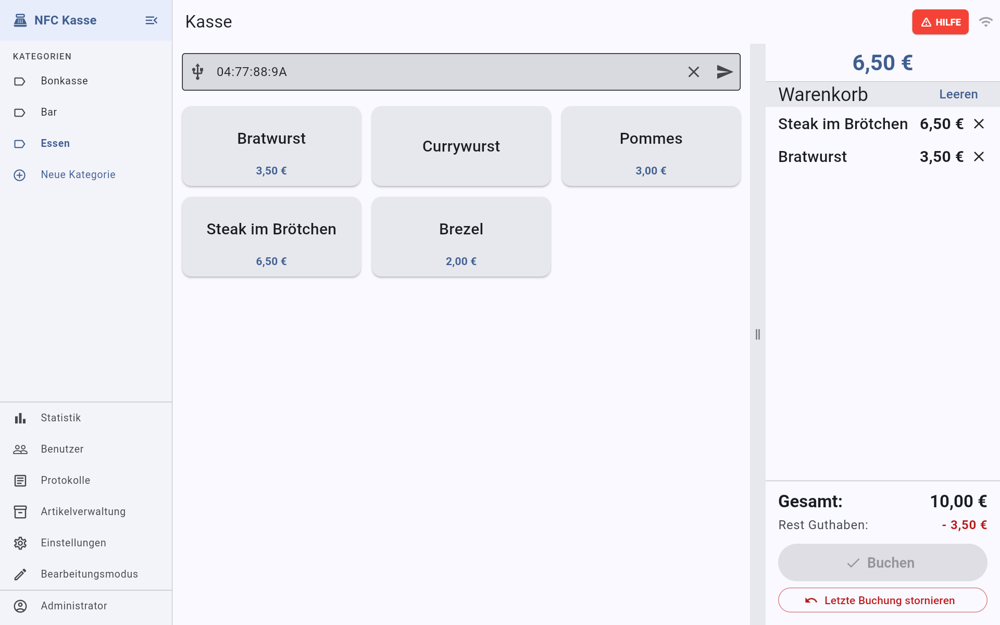 NFC Kasse
KATEGORIEN
Bonkasse
Bar
Essen
Neue Kategorie
Statistik
Benutzer
Protokolle
Artikelverwaltung
Einstellungen
Bearbeitungsmodus
Administrator
Kasse
HILFE
04:77:88:9A
Bratwurst
3,50 €
Currywurst
Pommes
3,00 €
Steak im Brötchen
6,50 €
Brezel
2,00 €
6,50 €
Warenkorb Leeren
Steak im Brötchen 6,50 €
Bratwurst 3,50 €
Gesamt: 10,00 €
Rest Guthaben: - 3,50 €
Buchen
Letzte Buchung stornieren